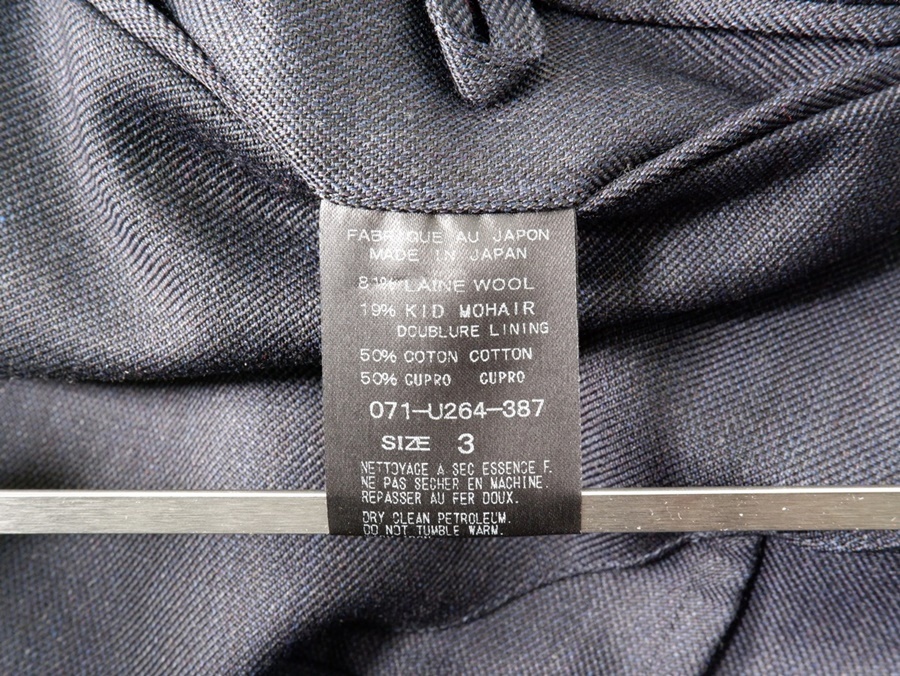 FABRIQUE AU JAPON
MADE IN JAPAN
81% LAINE WOOL
19% KID MOHAIR
DOUBLURE LINING
50% COTON COTTON
50% CUPRO CUPRO
071-U264-387
SIZE 3
NETTOYAGE A SEC ESSENCE F.
NE PAS SECHER EN MACHINE.
REPASSER AU FER DOUX.
DRY CLEAN PETROLEUM.
DO NOT TUMBLE WARM.